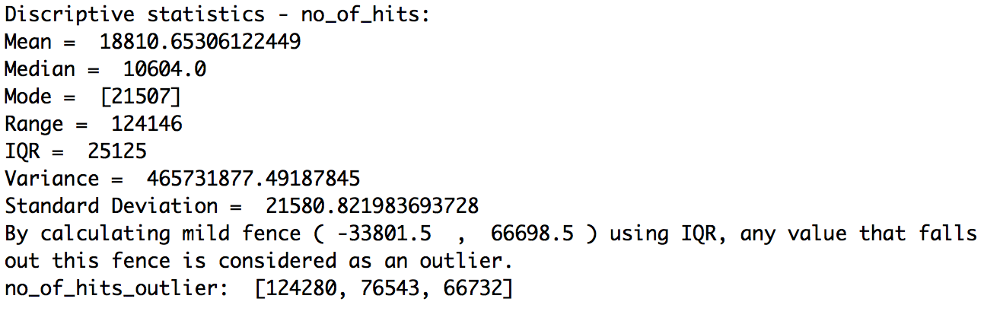 Discriptive statistics - no_of_hits:
Mean =  18810.65306122449
Median =  10604.0
Mode =  [21507]
Range =  124146
IQR =  25125
Variance =  465731877.49187845
Standard Deviation =  21580.821983693728
By calculating mild fence ( -33801.5  ,  66698.5 ) using IQR, any value that falls
out this fence is considered as an outlier.
no_of_hits_outlier:  [124280, 76543, 66732]